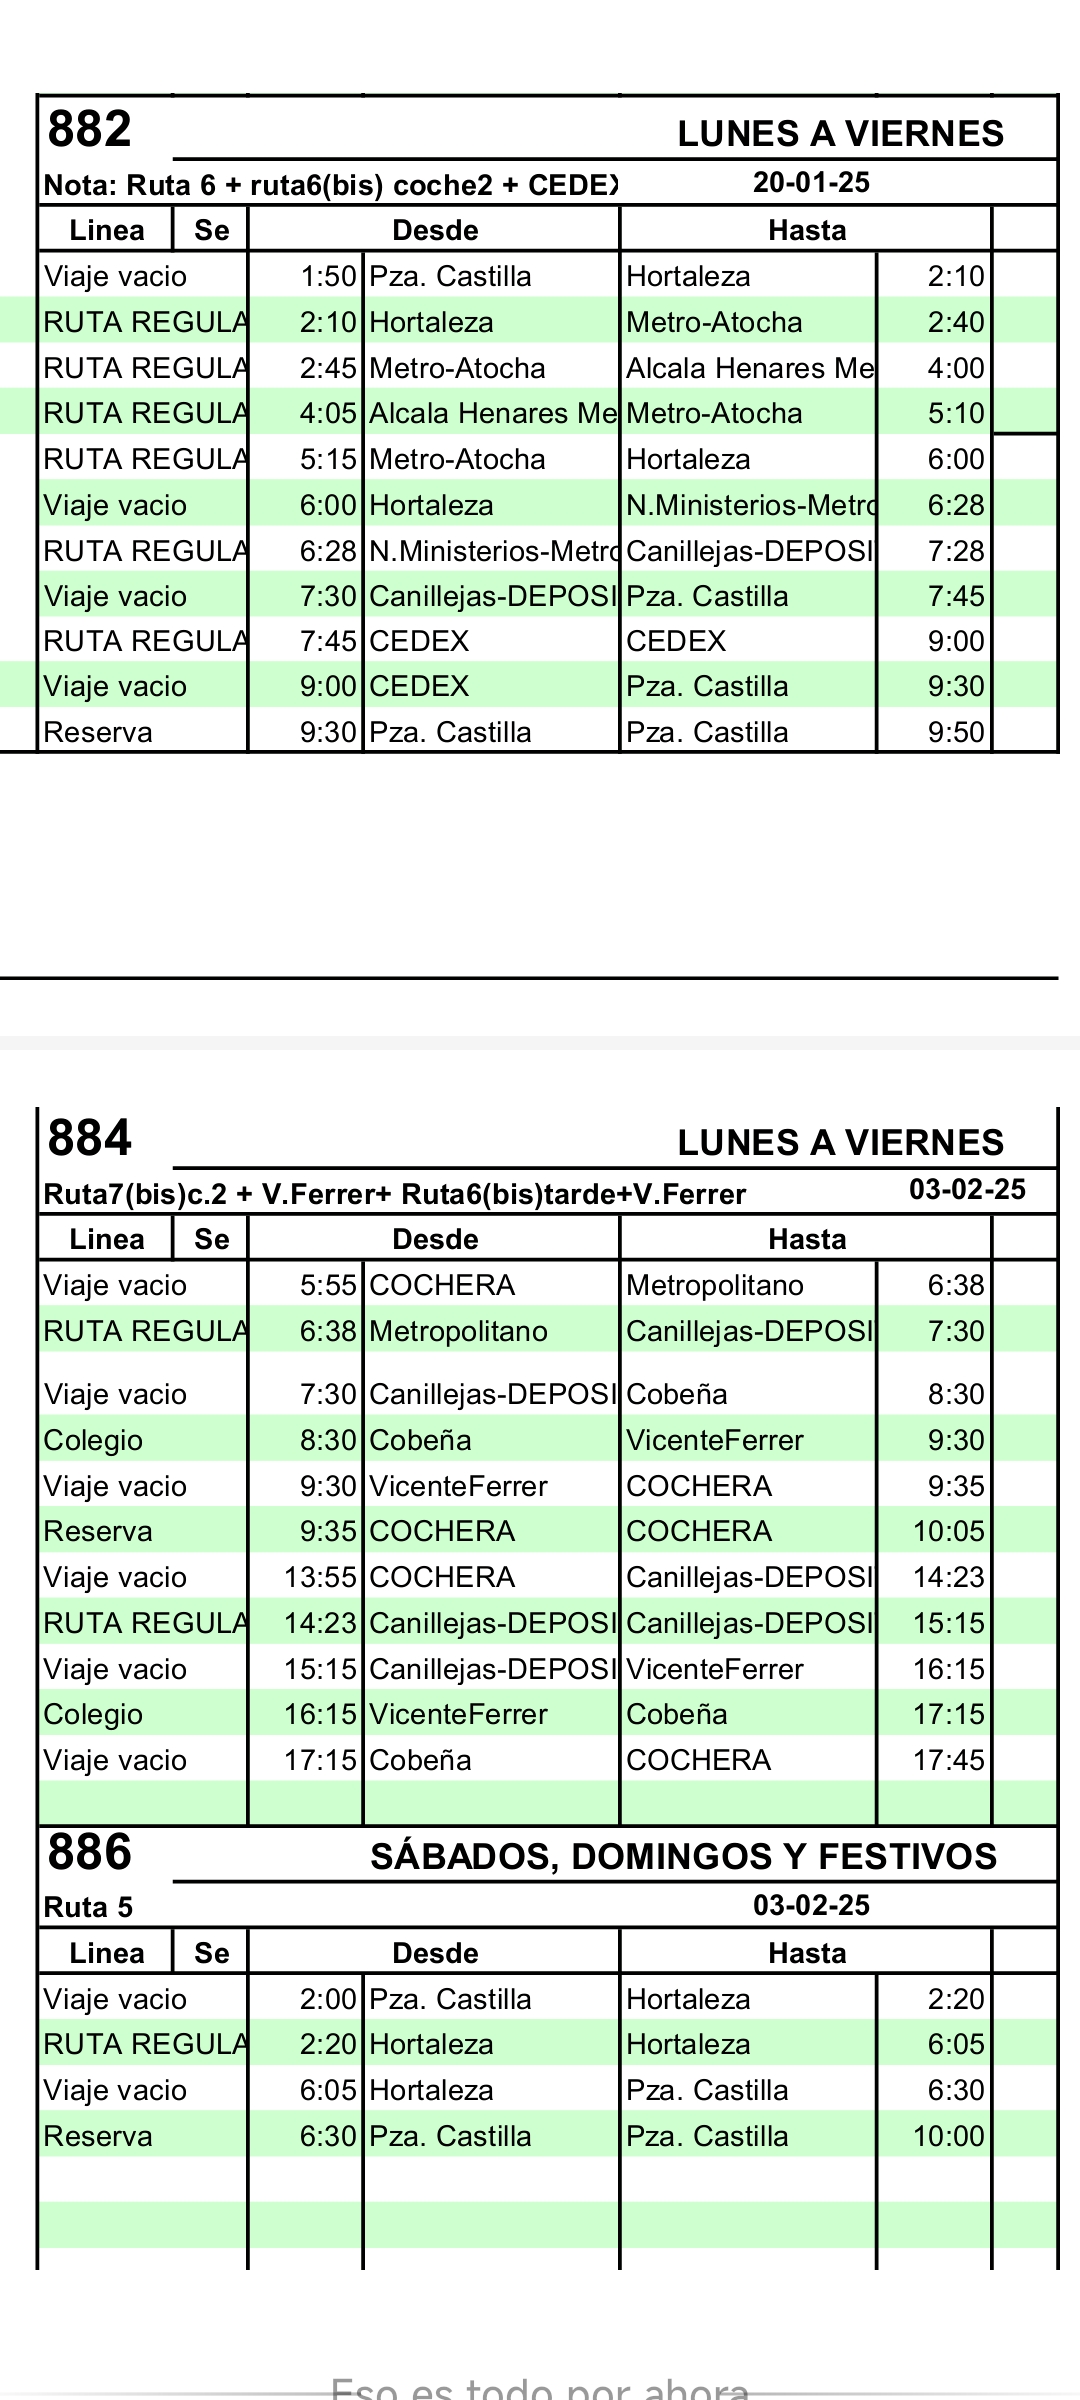 882 LUNES A VIERNES
Nota: Ruta 6 + ruta6(bis) coche2 + CEDEX 20-01-25
Linea Se Desde Hasta
Viaje vacio 1:50 Pza. Castilla Hortaleza 2:10
RUTA REGULA 2:10 Hortaleza Metro-Atocha 2:40
RUTA REGULA 2:45 Metro-Atocha Alcala Henares Me 4:00
RUTA REGULA 4:05 Alcala Henares Me Metro-Atocha 5:10
RUTA REGULA 5:15 Metro-Atocha Hortaleza 6:00
Viaje vacio 6:00 Hortaleza N.Ministerios-Metro 6:28
RUTA REGULA 6:28 N.Ministerios-Metro Canillejas-DEPOSI 7:28
Viaje vacio 7:30 Canillejas-DEPOSI Pza. Castilla 7:45
RUTA REGULA 7:45 CEDEX CEDEX 9:00
Viaje vacio 9:00 CEDEX Pza. Castilla 9:30
Reserva 9:30 Pza. Castilla Pza. Castilla 9:50
884 LUNES A VIERNES
Ruta7(bis)c.2 + V.Ferrer+ Ruta6(bis)tarde+V.Ferrer 03-02-25
Linea Se Desde Hasta
Viaje vacio 5:55 COCHERA Metropolitano 6:38
RUTA REGULA 6:38 Metropolitano Canillejas-DEPOSI 7:30
Viaje vacio 7:30 Canillejas-DEPOSI Cobeña 8:30
Colegio 8:30 Cobeña VicenteFerrer 9:30
Viaje vacio 9:30 VicenteFerrer COCHERA 9:35
Reserva 9:35 COCHERA COCHERA 10:05
Viaje vacio 13:55 COCHERA Canillejas-DEPOSI 14:23
RUTA REGULA 14:23 Canillejas-DEPOSI Canillejas-DEPOSI 15:15
Viaje vacio 15:15 Canillejas-DEPOSI VicenteFerrer 16:15
Colegio 16:15 VicenteFerrer Cobeña 17:15
Viaje vacio 17:15 Cobeña COCHERA 17:45
886 SÁBADOS, DOMINGOS Y FESTIVOS
Ruta 5 03-02-25
Linea Se Desde Hasta
Viaje vacio 2:00 Pza. Castilla Hortaleza 2:20
RUTA REGULA 2:20 Hortaleza Hortaleza 6:05
Viaje vacio 6:05 Hortaleza Pza. Castilla 6:30
Reserva 6:30 Pza. Castilla Pza. Castilla 10:00
Eso es todo por ahora